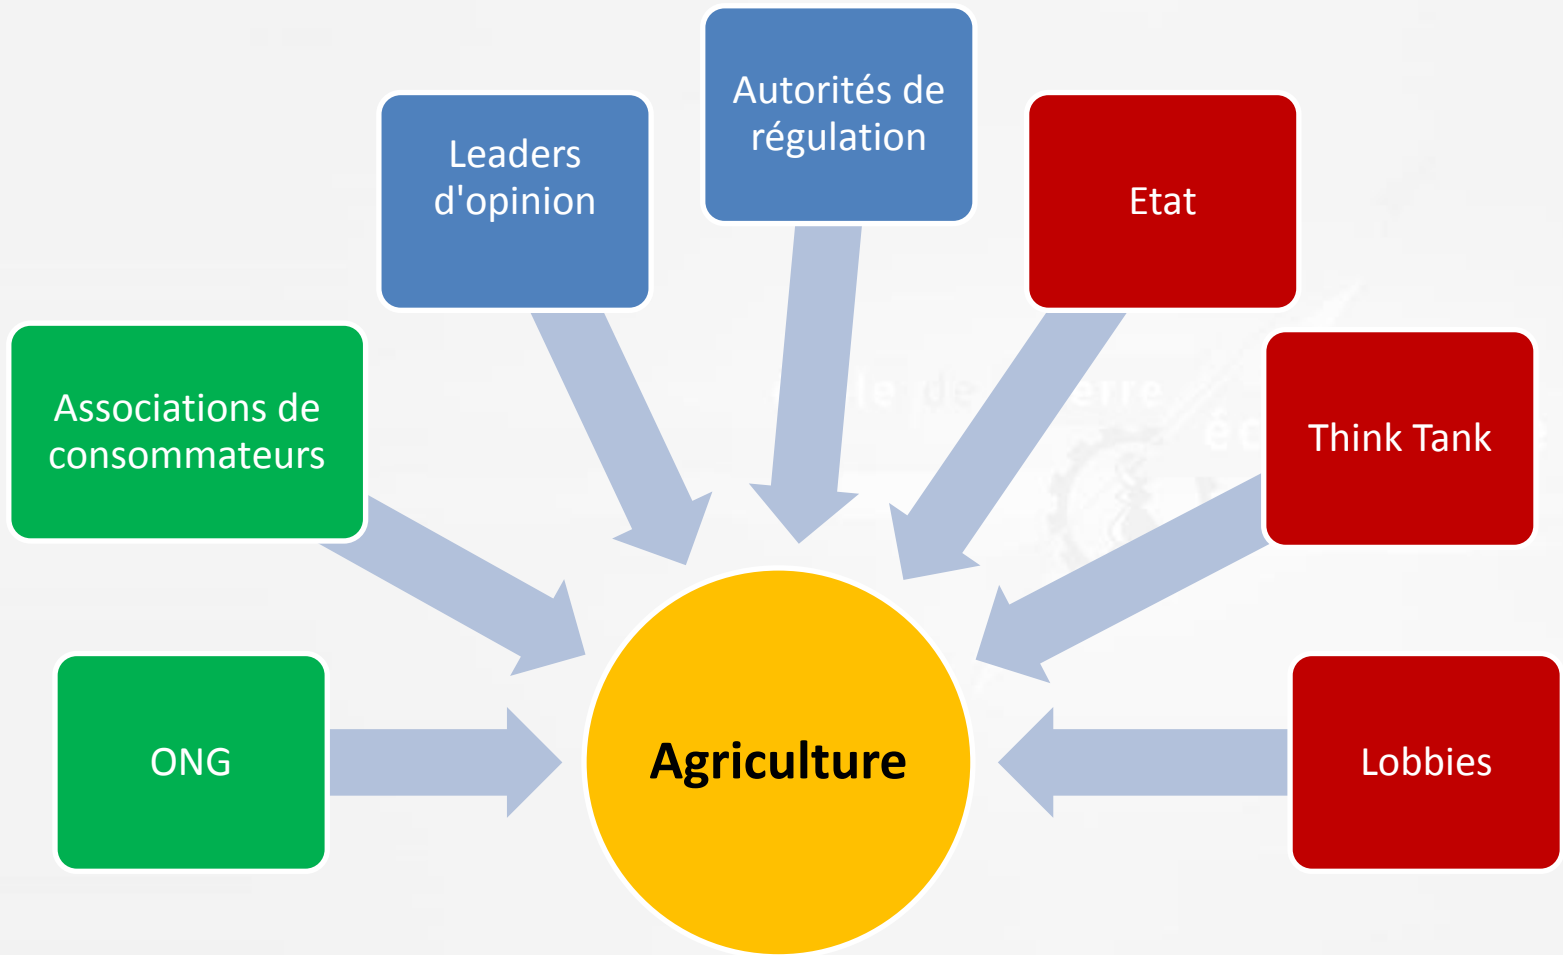 Autorités de
régulation
Leaders
d'opinion
Etat
Associations de
consommateurs
Think Tank
ONG
Agriculture
Lobbies